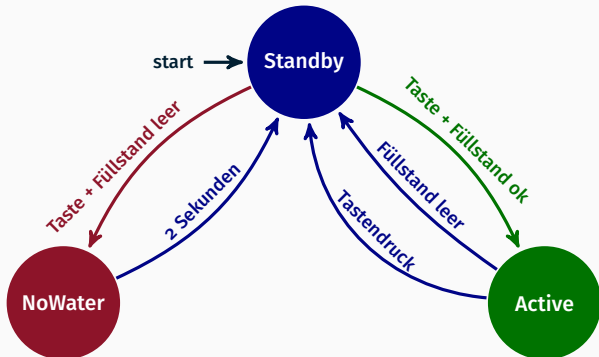 start
Standby
Taste + Füllstand leer
Taste + Füllstand ok
2 Sekunden
Füllstand leer
Tastendruck
NoWater
Active